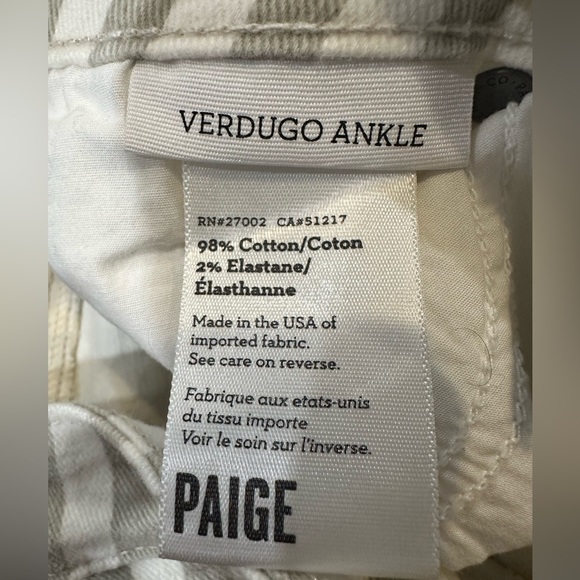 VERDUGO ANKLE
RN#27002 CA#51217
98% Cotton/Coton
2% Elastane/
Élasthanne
Made in the USA of
imported fabric.
See care on reverse.
Fabrique aux etats-unis
du tissu importe
Voir le soin sur l'inverse.
PAIGE